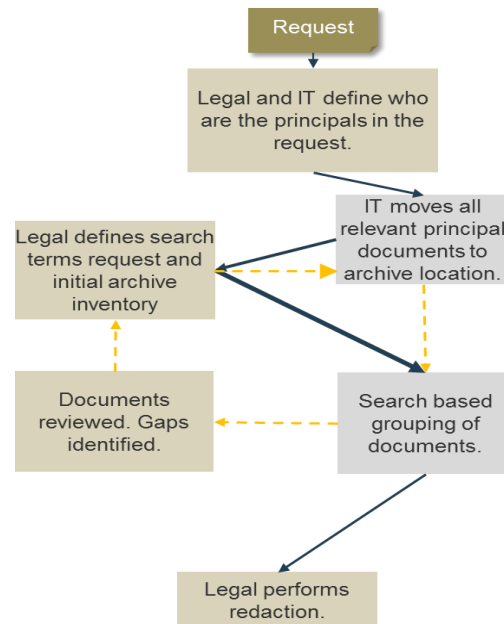 Request
Legal and IT define who
are the principals in the
request.
IT moves all
relevant principal
documents to
archive location.
Legal defines search
terms request and
initial archive
inventory
Documents
reviewed. Gaps
identified.
Search based
grouping of
documents.
Legal performs
redaction.